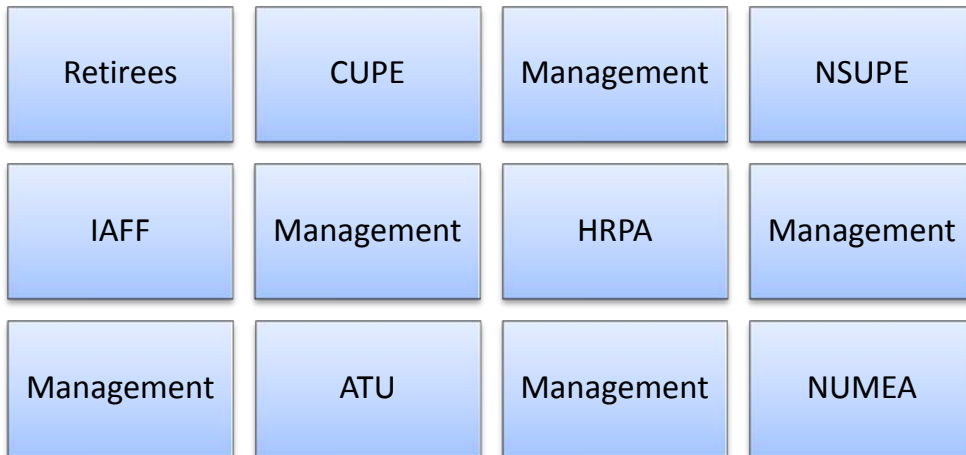 Retirees
CUPE
Management
NSUPE
IAFF
Management
HRPA
Management
Management
ATU
Management
NUMEA